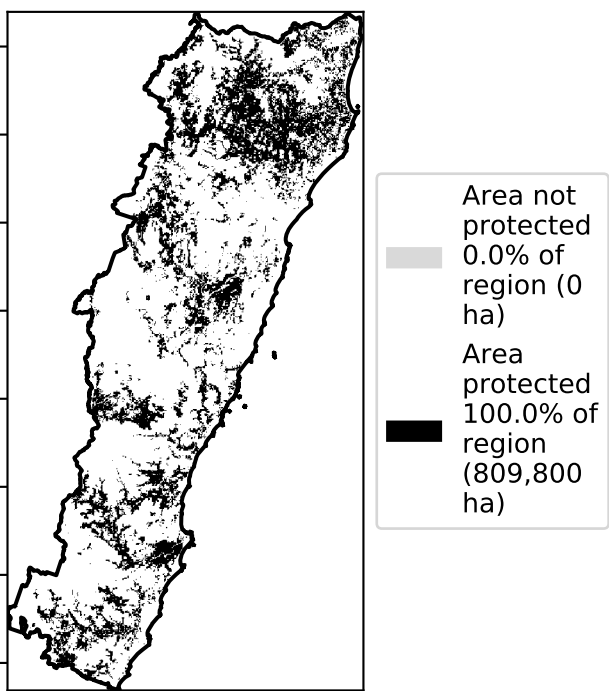 Area not
protected
0.0% of
region (0
ha)
Area
protected
100.0% of
region
(809,800
ha)